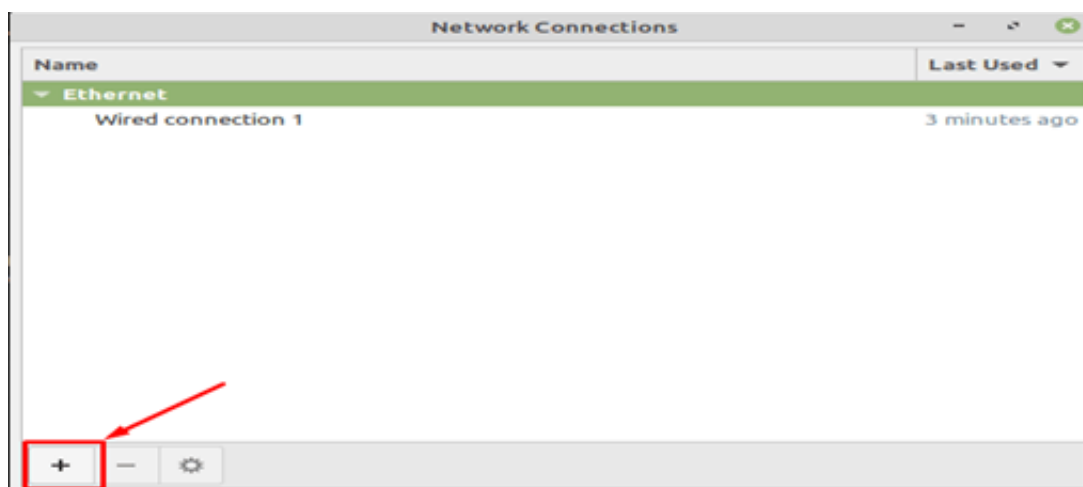 Network Connections
Name Last Used
Ethernet
Wired connection 1 3 minutes ago